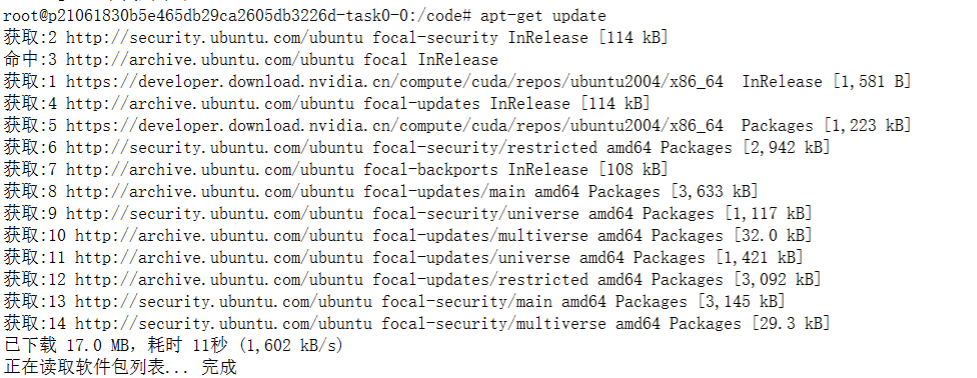 root@p21061830b5e465db29ca2605db3226d-task0-0:/code# apt-get update
获取:2 http://security.ubuntu.com/ubuntu focal-security InRelease [114 kB]
命中:3 http://archive.ubuntu.com/ubuntu focal InRelease
获取:1 https://developer.download.nvidia.cn/compute/cuda/repos/ubuntu2004/x86_64  InRelease [1,581 B]
获取:4 http://archive.ubuntu.com/ubuntu focal-updates InRelease [114 kB]
获取:5 https://developer.download.nvidia.cn/compute/cuda/repos/ubuntu2004/x86_64  Packages [1,223 kB]
获取:6 http://security.ubuntu.com/ubuntu focal-security/restricted amd64 Packages [2,942 kB]
获取:7 http://archive.ubuntu.com/ubuntu focal-backports InRelease [108 kB]
获取:8 http://archive.ubuntu.com/ubuntu focal-updates/main amd64 Packages [3,633 kB]
获取:9 http://security.ubuntu.com/ubuntu focal-security/universe amd64 Packages [1,117 kB]
获取:10 http://archive.ubuntu.com/ubuntu focal-updates/multiverse amd64 Packages [32.0 kB]
获取:11 http://archive.ubuntu.com/ubuntu focal-updates/universe amd64 Packages [1,421 kB]
获取:12 http://archive.ubuntu.com/ubuntu focal-updates/restricted amd64 Packages [3,092 kB]
获取:13 http://security.ubuntu.com/ubuntu focal-security/main amd64 Packages [3,145 kB]
获取:14 http://security.ubuntu.com/ubuntu focal-security/multiverse amd64 Packages [29.3 kB]
已下载 17.0 MB，耗时 11秒 (1,602 kB/s)
正在读取软件包列表... 完成